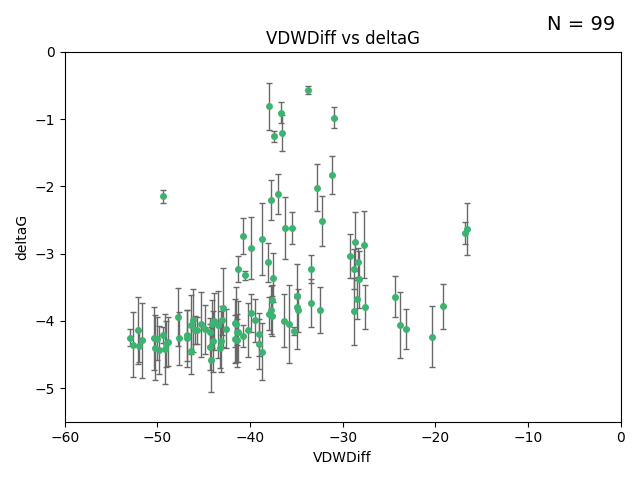 N = 99
VDWDiff vs deltaG
0
−1
−2
−3
−4
−5
deltaG
−60 −50 −40 −30 −20 −10 0
VDWDiff